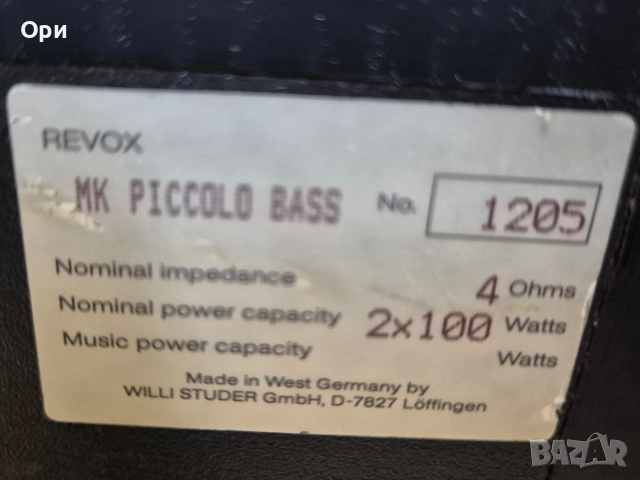 Ори
REVOX
MK PICCOLO BASS No. 1205
Nominal impedance 4 Ohms
Nominal power capacity 2x100 Watts
Music power capacity Watts
Made in West Germany by
WILLI STUDER GmbH, D-7827 Löffingen
BAZAR